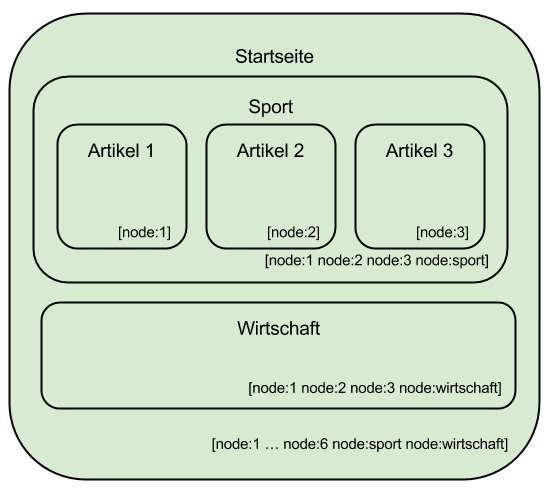 Startseite
Sport
Artikel 1
Artikel 2
Artikel 3
[node:1]
[node:2]
[node:3]
[node:1 node:2 node:3 node:sport]
Wirtschaft
[node:1 node:2 node:3 node:wirtschaft]
[node:1 … node:6 node:sport node:wirtschaft]